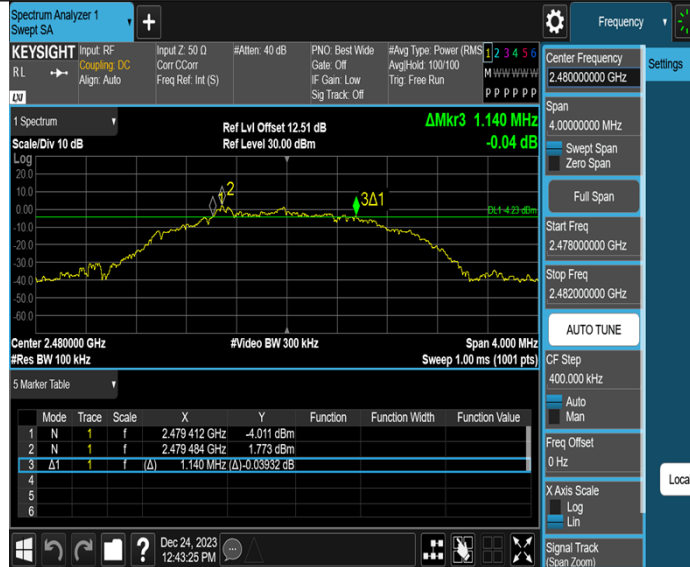 Spectrum Analyzer 1
Swept SA
+
Frequency
KEYSIGHT
RL
LXI
Input: RF
Coupling: DC
Align: Auto
Input Z: 50 Ω
Corr CCorr
Freq Ref: Int (S)
#Atten: 40 dB
PNO: Best Wide
Gate: Off
IF Gain: Low
Sig Track: Off
#Avg Type: Power (RMS
Avg|Hold: 100/100
Trig: Free Run
1 2 3 4 5 6
M W W W W W
P P P P P P
Settings
1 Spectrum
Scale/Div 10 dB
Ref Lvl Offset 12.51 dB
Ref Level 30.00 dBm
ΔMkr3 1.140 MHz
-0.04 dB
Log
20.0
10.0
0.00
-10.0
-20.0
-30.0
-40.0
-50.0
-60.0
1
2
3Δ1
DL1 -4.23 dBm
Center 2.480000 GHz
#Res BW 100 kHz
#Video BW 300 kHz
Span 4.000 MHz
Sweep 1.00 ms (1001 pts)
5 Marker Table
Mode Trace Scale X Y Function Function Width Function Value
1 N 1 f 2.479 412 GHz -4.011 dBm
2 N 1 f 2.479 484 GHz 1.773 dBm
3 Δ1 1 f (Δ) 1.140 MHz (Δ) -0.03932 dB
4
5
6
?
Dec 24, 2023
12:43:25 PM
Center Frequency
2.480000000 GHz
Span
4.00000000 MHz
Swept Span
Zero Span
Full Span
Start Freq
2.478000000 GHz
Stop Freq
2.482000000 GHz
AUTO TUNE
CF Step
400.000 kHz
Auto
Man
Freq Offset
0 Hz
X Axis Scale
Log
Lin
Signal Track
(Span Zoom)
Loca